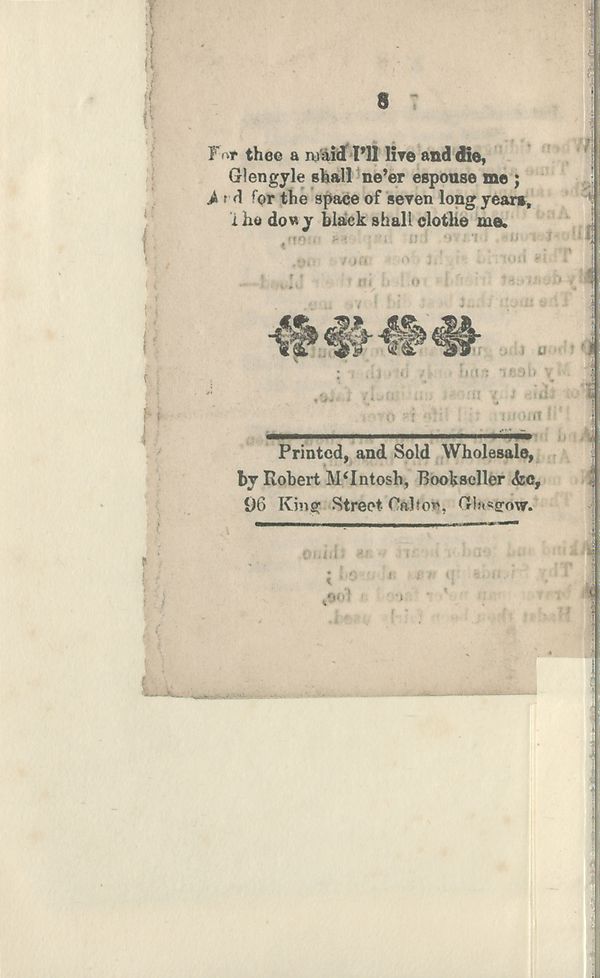 8
For thee a maid I'll live and die,
Glengyle shall ne'er espouse me ;
And for the space of seven long years,
The dowy black shall clothe me.
Printed, and Sold Wholesale,
by Robert M‘Intosh, Bookseller &c,
96 King Street Calton, Glasgow.